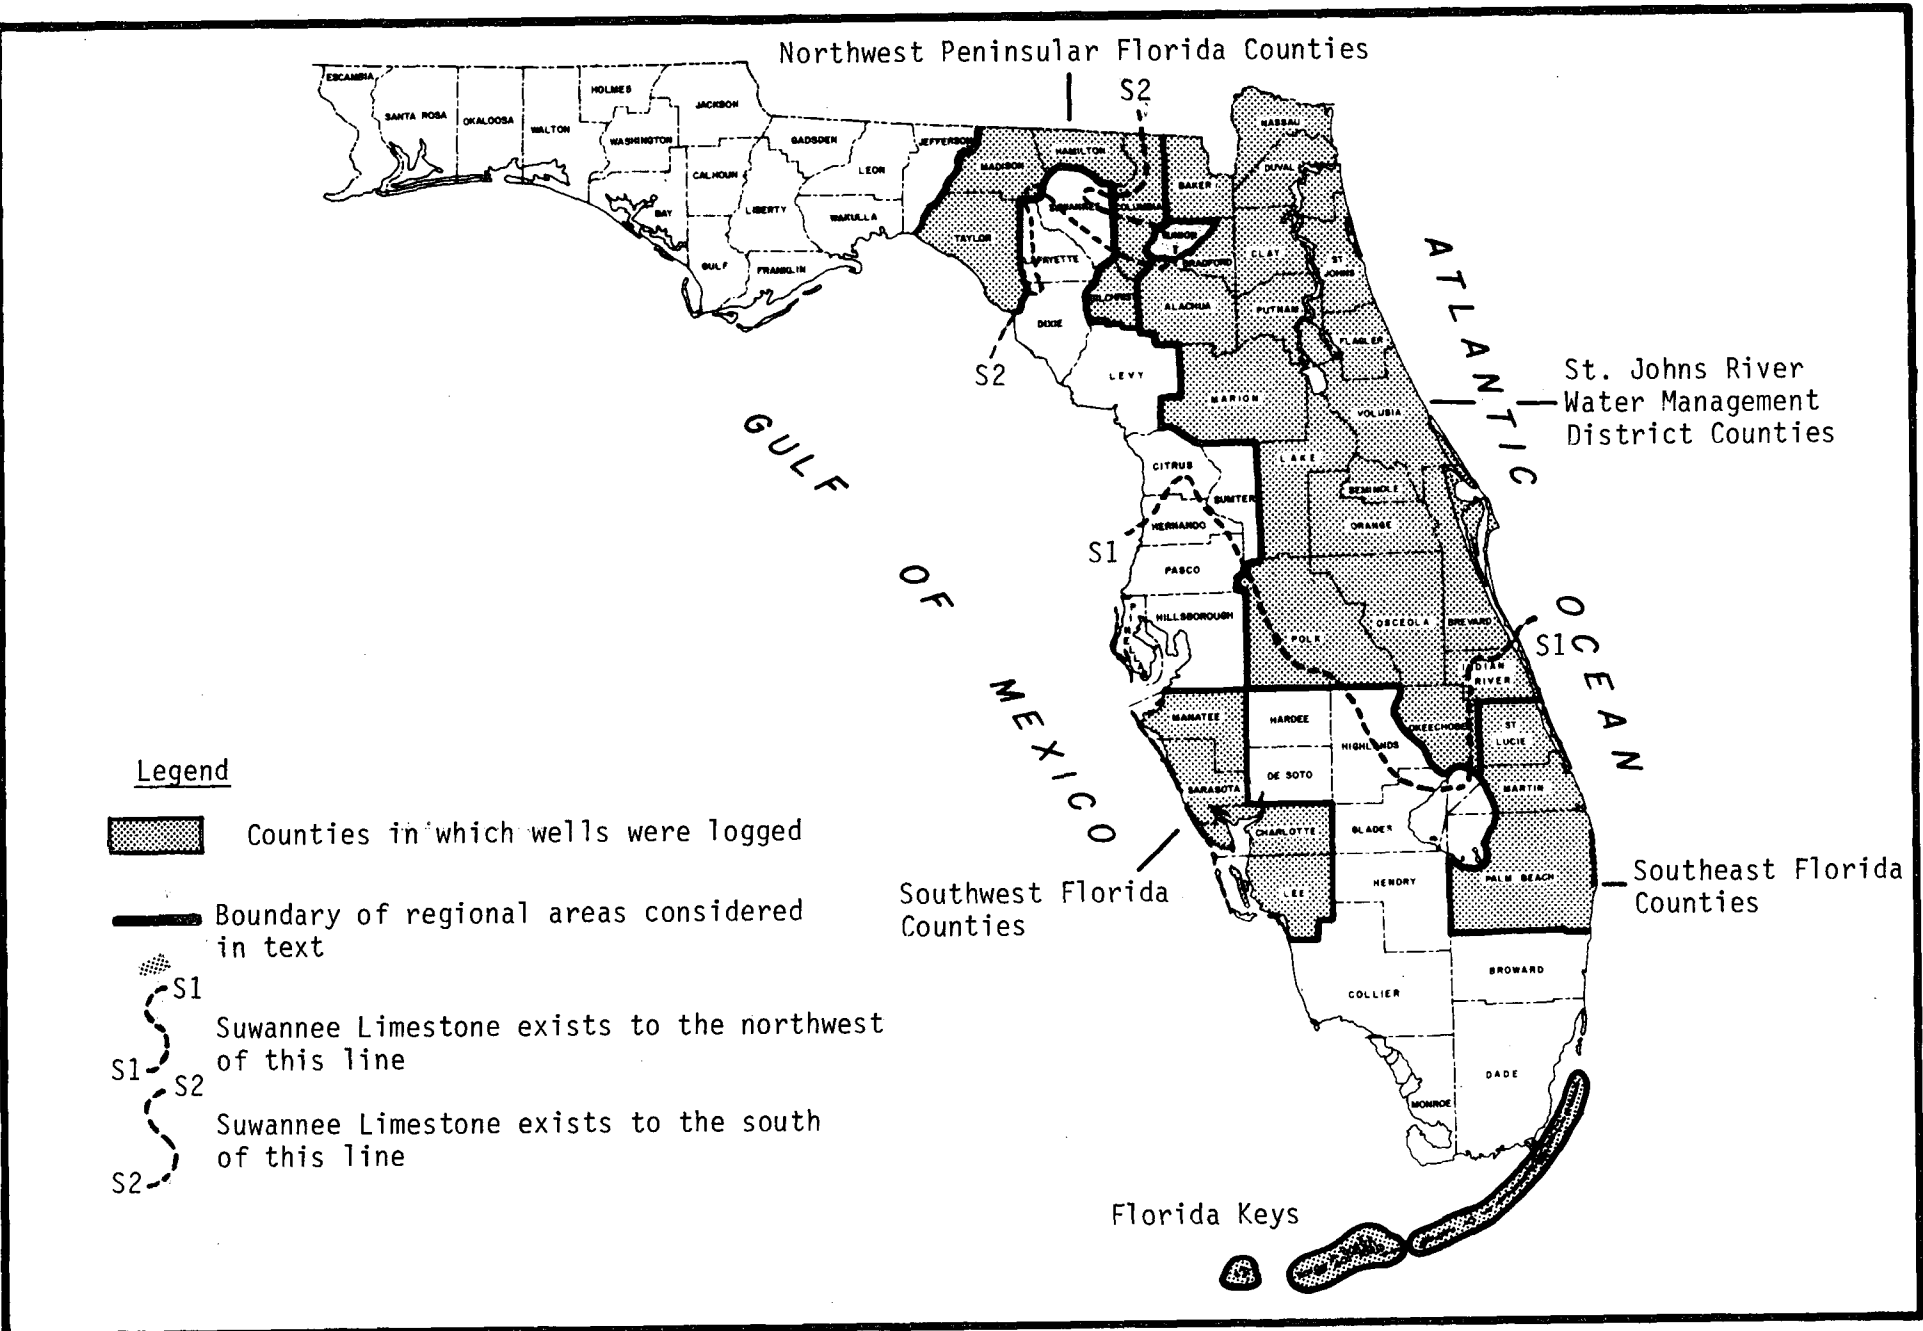 Northwest Peninsular Florida Counties
S2
ESCAMBIA
SANTA ROSA
OKALOOSA
WALTON
HOLMES
JACKSON
WASHINGTON
CALHOUN
BAY
GULF
LIBERTY
FRANKLIN
GADSDEN
LEON
WAKULLA
JEFFERSON
MADISON
HAMILTON
TAYLOR
DIXIE
COLUMBIA
BAKER
NASSAU
DUVAL
UNION
BRADFORD
CLAY
ST
JOHNS
ALACHUA
PUTNAM
FLAGLER
S2
LEVY
MARION
VOLUSIA
St. Johns River
Water Management
District Counties
ATLANTIC
OCEAN
GULF
OF
MEXICO
LAKE
CITRUS
SUMTER
SEMINOLE
ORANGE
HERNANDO
S1
PASCO
HILLSBOROUGH
POLK
OSCEOLA
BREVARD
S1
DIAN
RIVER
MANATEE
HARDEE
HIGHLANDS
ST
LUCIE
DE SOTO
SARASOTA
MARTIN
CHARLOTTE
GLADES
LEE
HENDRY
PALM BEACH
Southwest Florida
Counties
Southeast Florida
Counties
BROWARD
COLLIER
DADE
MONROE
Florida Keys
Legend
Counties in which wells were logged
Boundary of regional areas considered
in text
S1
Suwannee Limestone exists to the northwest
of this line
S1
S2
Suwannee Limestone exists to the south
of this line
S2